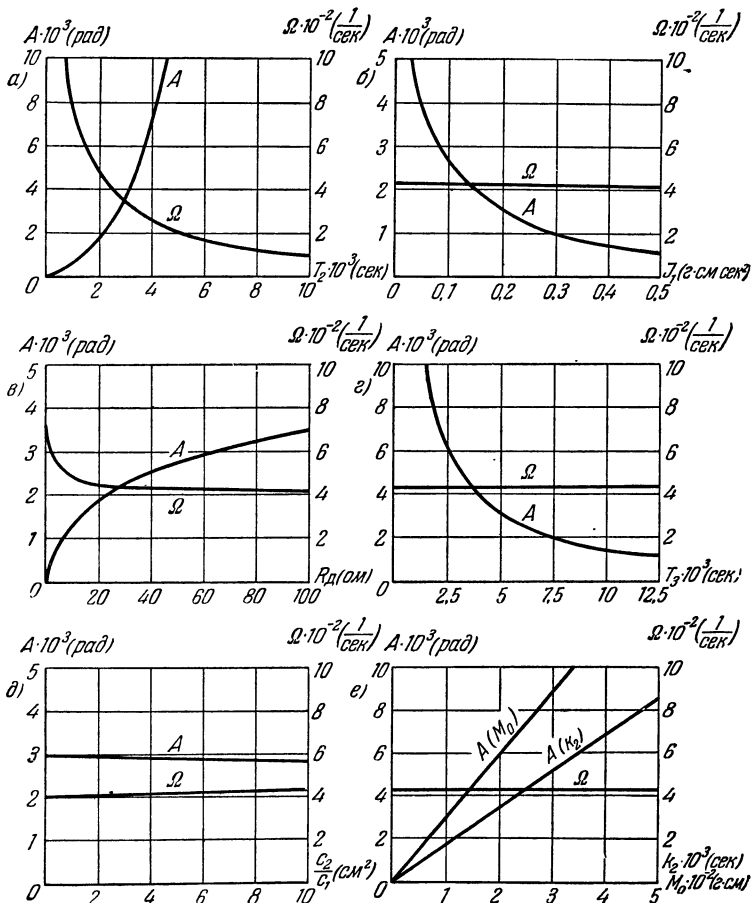 A·10³(рад) Ω·10⁻²(1/сек) A·10³(рад) Ω·10⁻²(1/сек)
а) 10 8 6 4 2 0
A
Ω
10 8 6 4 2
2 4 6 8 10
T₂·10³(сек)
б) 5 4 3 2 1 0
Ω
A
10 8 6 4 2
0 0,1 0,2 0,3 0,4 0,5
J₁(г·см сек²)
A·10³(рад) Ω·10⁻²(1/сек) A·10³(рад) Ω·10⁻²(1/сек)
в) 5 4 3 2 1 0
A
Ω
10 8 6 4 2
20 40 60 80 100
Rд(ом)
г) 10 8 6 4 2 0
Ω
A
10 8 6 4 2
2,5 5 7,5 10 12,5
T₃·10³(сек)
A·10³(рад) Ω·10⁻²(1/сек) A·10³(рад) Ω·10⁻²(1/сек)
д) 5 4 3 2 1 0
A
Ω
10 8 6 4 2
0 2 4 6 8 10
c₂/c₁(см²)
е) 10 8 6 4 2 0
A(M₀)
A(k₂)
Ω
10 8 6 4 2
1 2 3 4 5
k₂·10³(сек)
M₀·10⁻²(г·см)